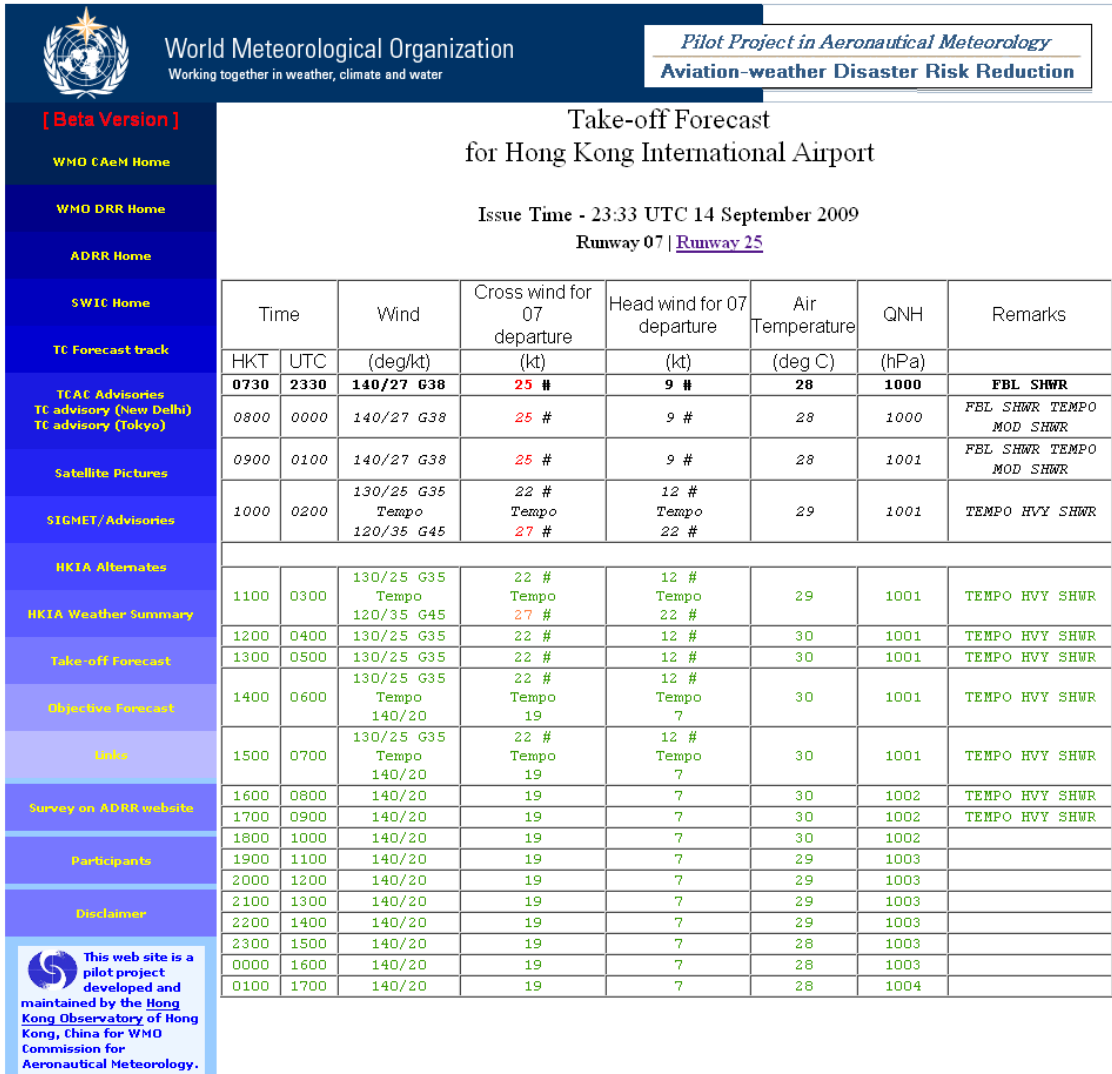 World Meteorological Organization
Working together in weather, climate and water
Pilot Project in Aeronautical Meteorology
Aviation-weather Disaster Risk Reduction
[ Beta Version ]
WMO CAeM Home
WMO DRR Home
ADRR Home
SWIC Home
TC Forecast track
TCAC Advisories
TC advisory (New Delhi)
TC advisory (Tokyo)
Satellite Pictures
SIGMET/Advisories
HKIA Alternates
HKIA Weather Summary
Take-off Forecast
Objective Forecast
Links
Survey on ADRR website
Participants
Disclaimer
This web site is a
pilot project
developed and
maintained by the Hong
Kong Observatory of Hong
Kong, China for WMO
Commission for
Aeronautical Meteorology.
Take-off Forecast
for Hong Kong International Airport
Issue Time - 23:33 UTC 14 September 2009
Runway 07 | Runway 25
Time Wind Cross wind for 07 departure Head wind for 07 departure Air Temperature QNH Remarks
HKT UTC (deg/kt) (kt) (kt) (deg C) (hPa)
0730 2330 140/27 G38 25 # 9 # 28 1000 FBL SHWR
0800 0000 140/27 G38 25 # 9 # 28 1000 FBL SHWR TEMPO MOD SHWR
0900 0100 140/27 G38 25 # 9 # 28 1001 FBL SHWR TEMPO MOD SHWR
130/25 G35 22 # 12 #
1000 0200 Tempo Tempo Tempo 29 1001 TEMPO HVY SHWR
120/35 G45 27 # 22 #
130/25 G35 22 # 12 #
1100 0300 Tempo Tempo Tempo 29 1001 TEMPO HVY SHWR
120/35 G45 27 # 22 #
1200 0400 130/25 G35 22 # 12 # 30 1001 TEMPO HVY SHWR
1300 0500 130/25 G35 22 # 12 # 30 1001 TEMPO HVY SHWR
130/25 G35 22 # 12 #
1400 0600 Tempo Tempo Tempo 30 1001 TEMPO HVY SHWR
140/20 19 7
130/25 G35 22 # 12 #
1500 0700 Tempo Tempo Tempo 30 1001 TEMPO HVY SHWR
140/20 19 7
1600 0800 140/20 19 7 30 1002 TEMPO HVY SHWR
1700 0900 140/20 19 7 30 1002 TEMPO HVY SHWR
1800 1000 140/20 19 7 30 1002
1900 1100 140/20 19 7 29 1003
2000 1200 140/20 19 7 29 1003
2100 1300 140/20 19 7 29 1003
2200 1400 140/20 19 7 29 1003
2300 1500 140/20 19 7 28 1003
0000 1600 140/20 19 7 28 1003
0100 1700 140/20 19 7 28 1004